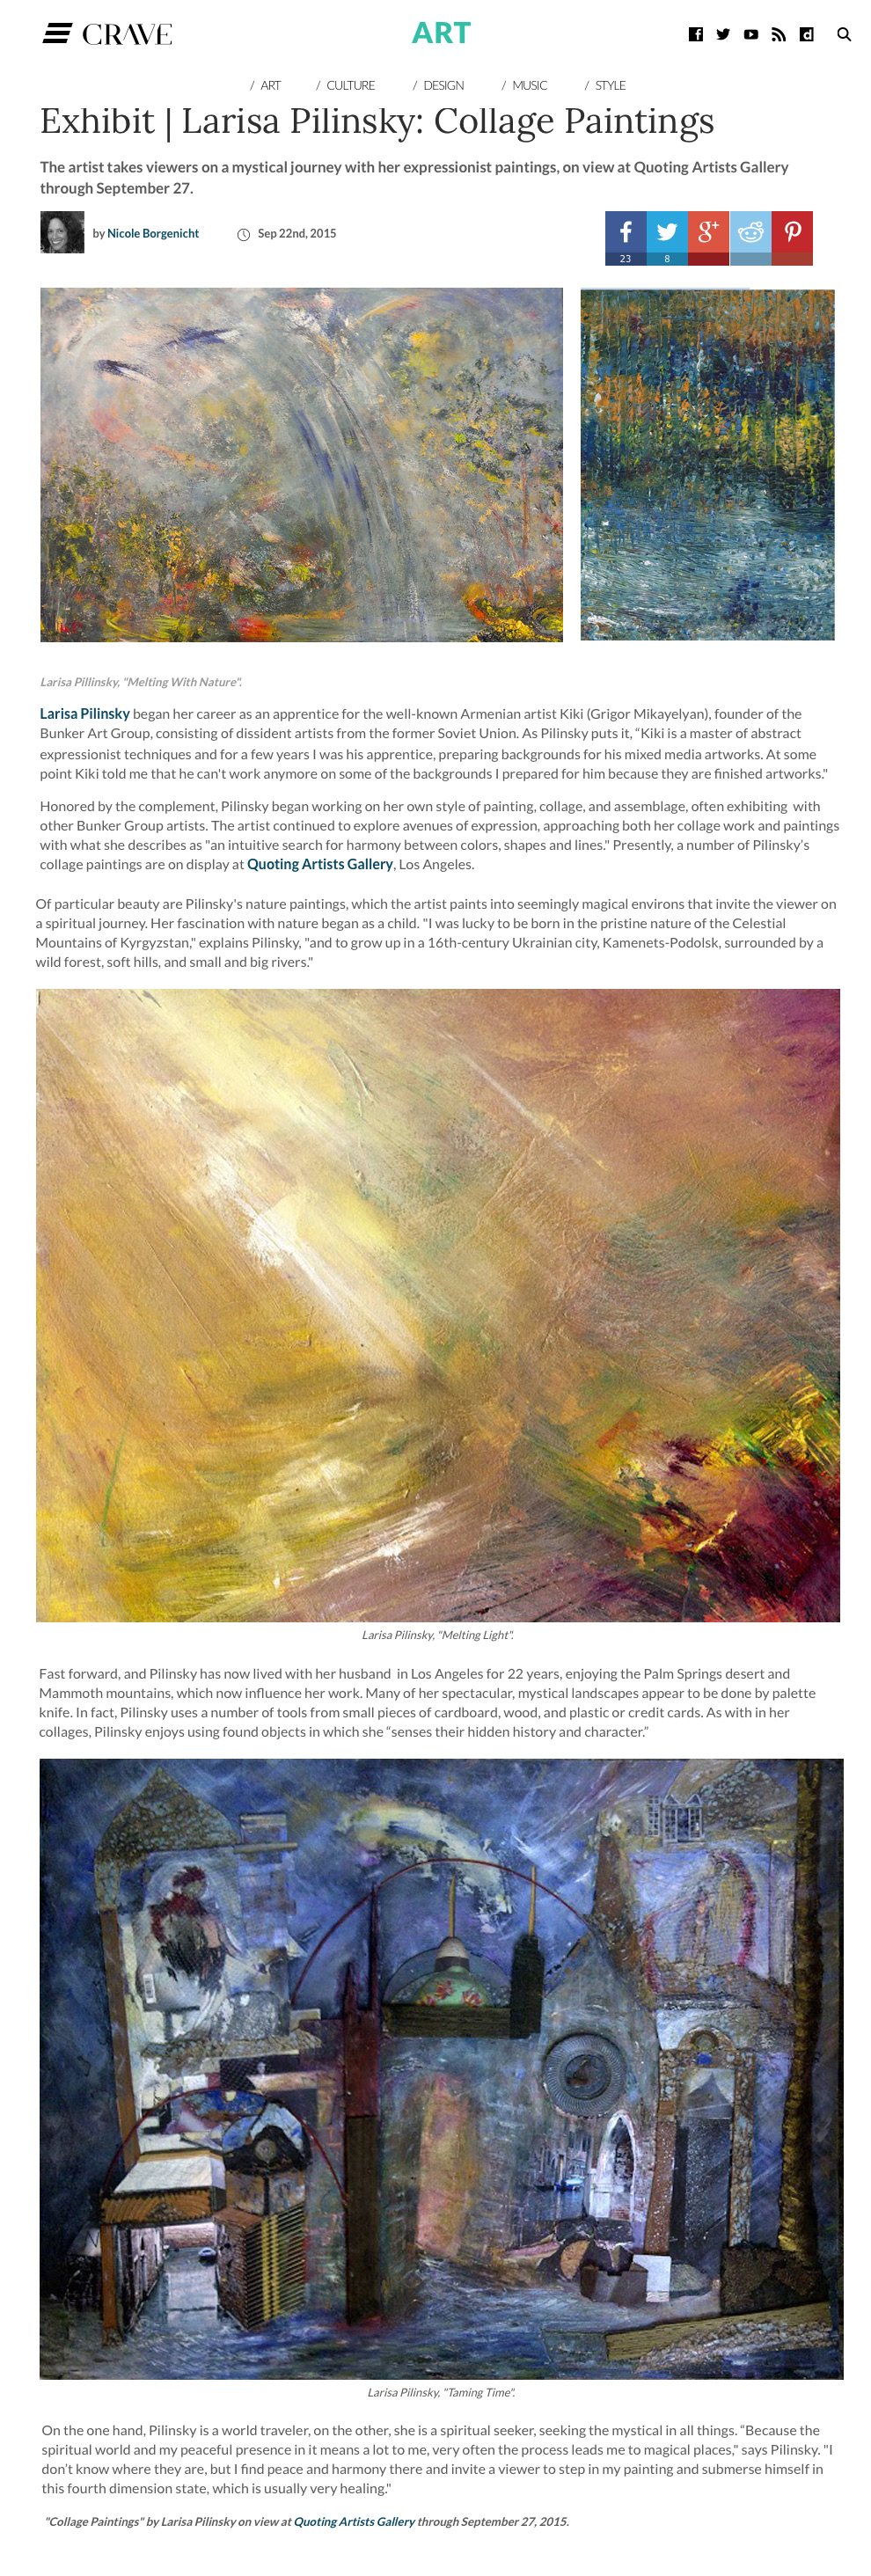 CRAVE
ART
/ ART / CULTURE / DESIGN / MUSIC / STYLE
Exhibit | Larisa Pilinsky: Collage Paintings
The artist takes viewers on a mystical journey with her expressionist paintings, on view at Quoting Artists Gallery
through September 27.
by Nicole Borgenicht Sep 22nd, 2015
23 8
Larisa Pillinsky, "Melting With Nature".
Larisa Pilinsky began her career as an apprentice for the well-known Armenian artist Kiki (Grigor Mikayelyan), founder of the
Bunker Art Group, consisting of dissident artists from the former Soviet Union. As Pilinsky puts it, “Kiki is a master of abstract
expressionist techniques and for a few years I was his apprentice, preparing backgrounds for his mixed media artworks. At some
point Kiki told me that he can't work anymore on some of the backgrounds I prepared for him because they are finished artworks."
Honored by the complement, Pilinsky began working on her own style of painting, collage, and assemblage, often exhibiting with
other Bunker Group artists. The artist continued to explore avenues of expression, approaching both her collage work and paintings
with what she describes as "an intuitive search for harmony between colors, shapes and lines." Presently, a number of Pilinsky's
collage paintings are on display at Quoting Artists Gallery, Los Angeles.
Of particular beauty are Pilinsky's nature paintings, which the artist paints into seemingly magical environs that invite the viewer on
a spiritual journey. Her fascination with nature began as a child. "I was lucky to be born in the pristine nature of the Celestial
Mountains of Kyrgyzstan," explains Pilinsky, "and to grow up in a 16th-century Ukrainian city, Kamenets-Podolsk, surrounded by a
wild forest, soft hills, and small and big rivers."
Larisa Pilinsky, "Melting Light".
Fast forward, and Pilinsky has now lived with her husband in Los Angeles for 22 years, enjoying the Palm Springs desert and
Mammoth mountains, which now influence her work. Many of her spectacular, mystical landscapes appear to be done by palette
knife. In fact, Pilinsky uses a number of tools from small pieces of cardboard, wood, and plastic or credit cards. As with in her
collages, Pilinsky enjoys using found objects in which she “senses their hidden history and character.”
Larisa Pilinsky, "Taming Time".
On the one hand, Pilinsky is a world traveler, on the other, she is a spiritual seeker, seeking the mystical in all things. “Because the
spiritual world and my peaceful presence in it means a lot to me, very often the process leads me to magical places," says Pilinsky. "I
don’t know where they are, but I find peace and harmony there and invite a viewer to step in my painting and submerse himself in
this fourth dimension state, which is usually very healing."
"Collage Paintings" by Larisa Pilinsky on view at Quoting Artists Gallery through September 27, 2015.